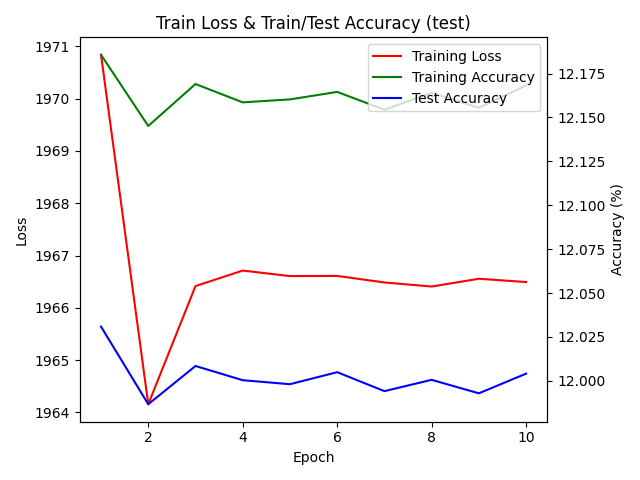 Train Loss & Train/Test Accuracy (test)
Training Loss
Training Accuracy
Test Accuracy
1971
1970
1969
1968
1967
1966
1965
1964
Loss
12.175
12.150
12.125
12.100
12.075
12.050
12.025
12.000
Accuracy (%)
2 4 6 8 10
Epoch